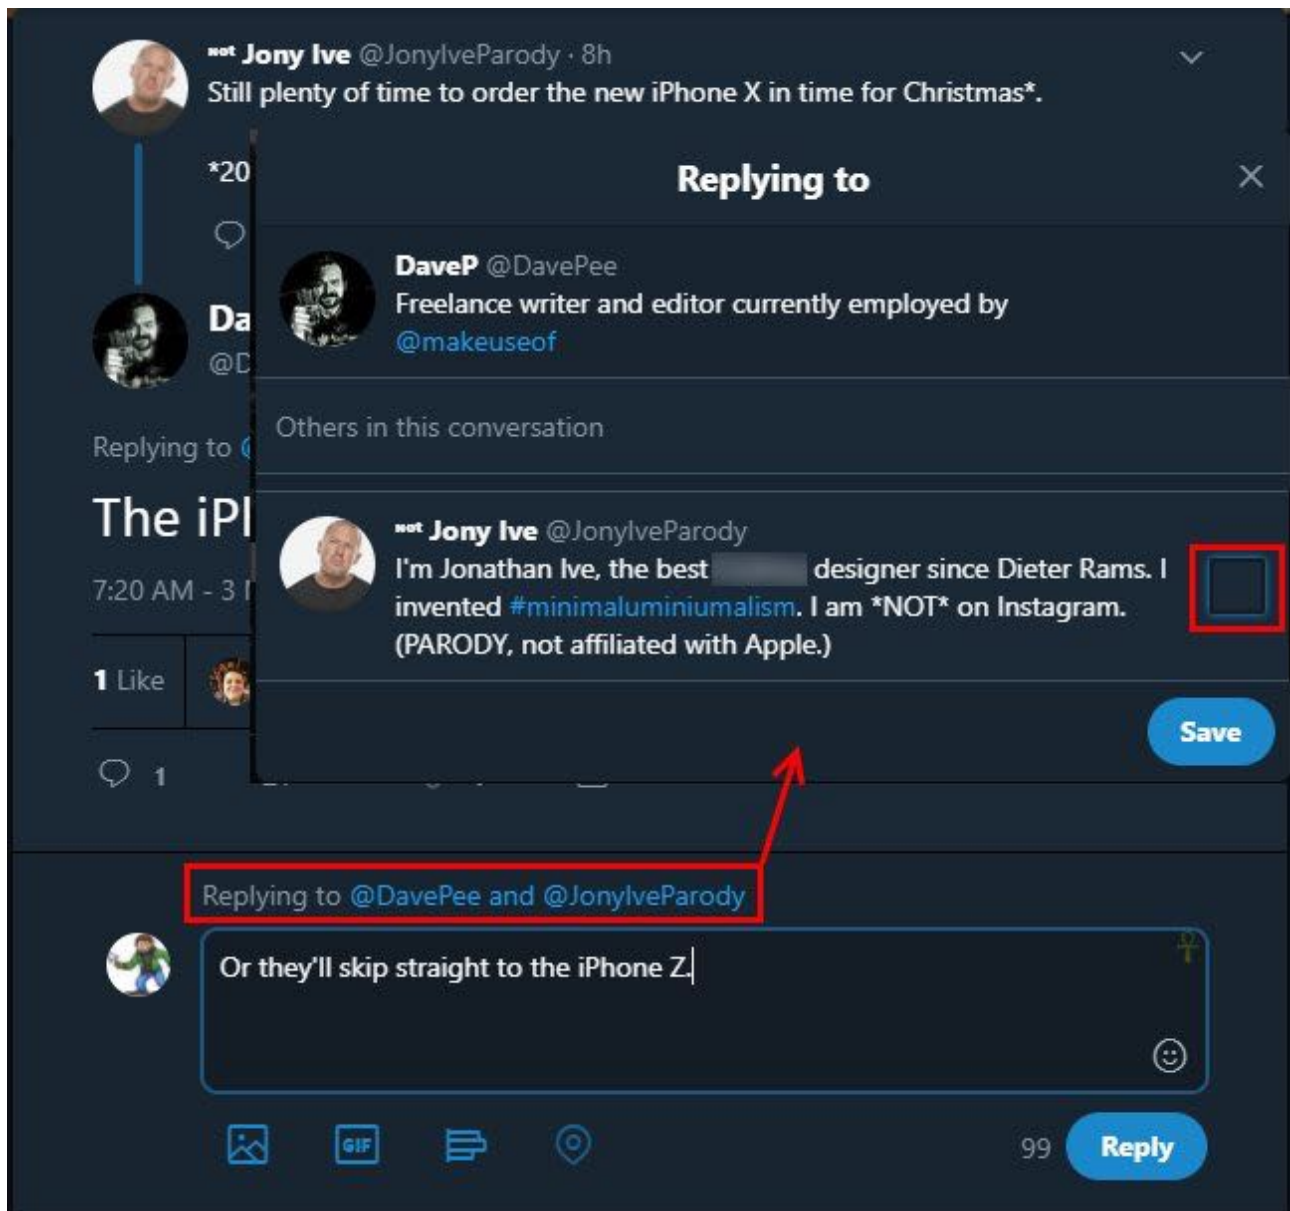 Not Jony Ive @JonyIveParody · 8h
Still plenty of time to order the new iPhone X in time for Christmas*.
*20
Replying to
DaveP @DavePee
Freelance writer and editor currently employed by
@makeuseof
Da
@D
Others in this conversation
Replying to
The iPh
Not Jony Ive @JonyIveParody
I'm Jonathan Ive, the best designer since Dieter Rams. I
invented #minimaluminiumalism. I am *NOT* on Instagram.
(PARODY, not affiliated with Apple.)
7:20 AM - 3
1 Like
Save
1
Replying to @DavePee and @JonyIveParody
Or they'll skip straight to the iPhone Z.
GIF
99
Reply